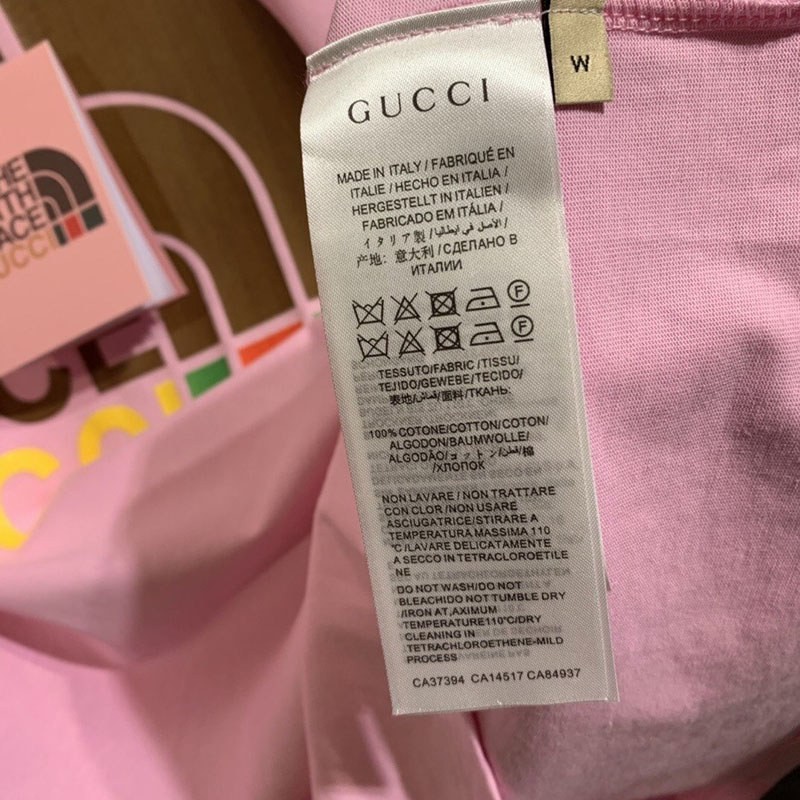 GUCCI
W
MADE IN ITALY / FABRIQUÉ EN
ITALIE / HECHO EN ITALIA /
HERGESTELLT IN ITALIEN /
FABRICADO EM ITÁLIA /
イタリア製 / الأصل في ايطاليا /
产地: 意大利 / СДЕЛАНО В
ИТАЛИИ
F
F
TESSUTO/FABRIC /TISSU/
TEJIDO/GEWEBE/TECIDO/
表地/قماش/面料/ТКАНЬ:
100% COTONE/COTTON/COTON/
ALGODON/BAUMWOLLE/
ALGODÃO/コットン/قطن/棉
/ХЛОПОК
NON LAVARE / NON TRATTARE
CON CLOR / NON USARE
ASCIUGATRICE/STIRARE A
TEMPERATURA MASSIMA 110
°C/LAVARE DELICATAMENTE
A SECCO IN TETRACLOROETILE
NE
DO NOT WASH/DO NOT
BLEACHIDO NOT TUMBLE DRY
/IRON AT,AXIMUM
TEMPERATURE110°C/DRY
CLEANING IN
TETRACHLOROETHENE-MILD
PROCESS
CA37394 CA14517 CA84937